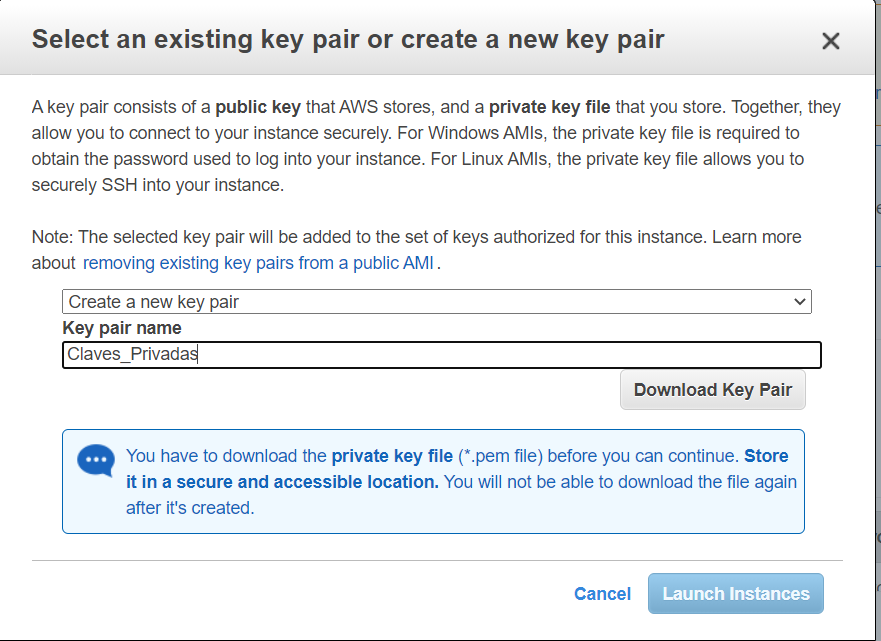 Select an existing key pair or create a new key pair
A key pair consists of a public key that AWS stores, and a private key file that you store. Together, they
allow you to connect to your instance securely. For Windows AMIs, the private key file is required to
obtain the password used to log into your instance. For Linux AMIs, the private key file allows you to
securely SSH into your instance.
Note: The selected key pair will be added to the set of keys authorized for this instance. Learn more
about removing existing key pairs from a public AMI.
Create a new key pair
Key pair name
Claves_Privadas
Download Key Pair
You have to download the private key file (*.pem file) before you can continue. Store
it in a secure and accessible location. You will not be able to download the file again
after it's created.
Cancel Launch Instances